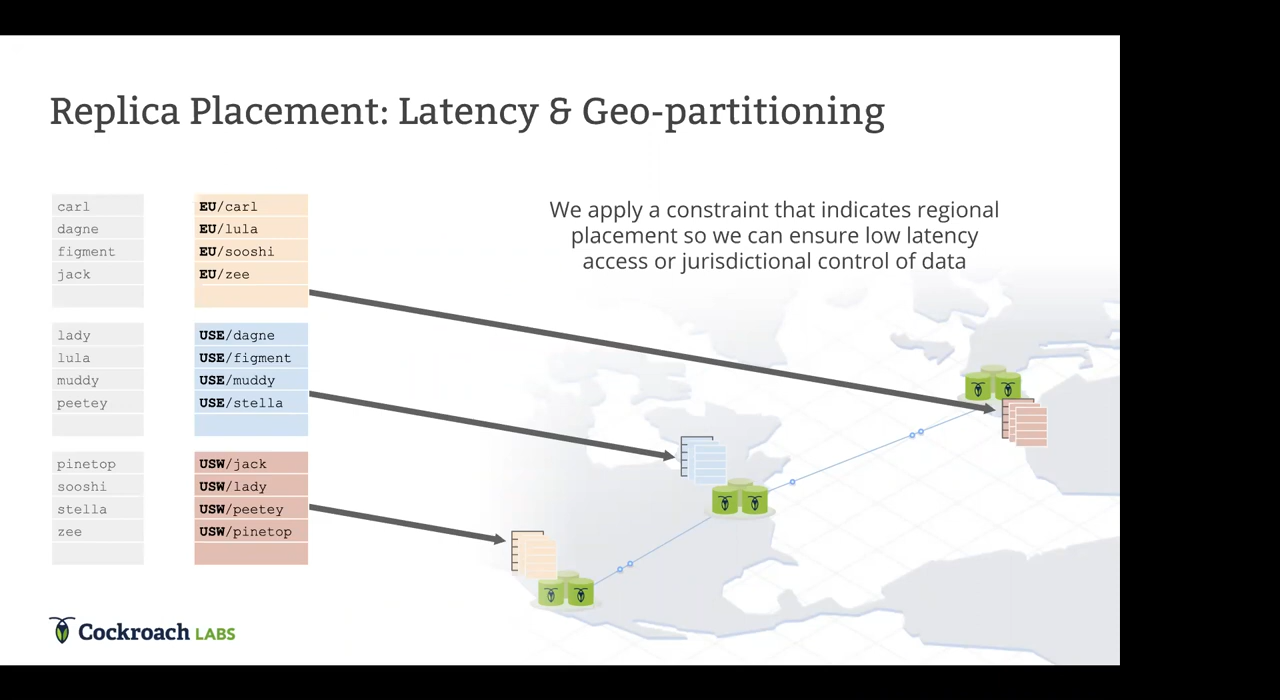 Replica Placement: Latency & Geo-partitioning
carl
dagne
figment
jack
EU/carl
EU/lula
EU/sooshi
EU/zee
We apply a constraint that indicates regional
placement so we can ensure low latency
access or jurisdictional control of data
lady
lula
muddy
peetey
USE/dagne
USE/figment
USE/muddy
USE/stella
pinetop
sooshi
stella
zee
USW/jack
USW/lady
USW/peetey
USW/pinetop
Cockroach LABS